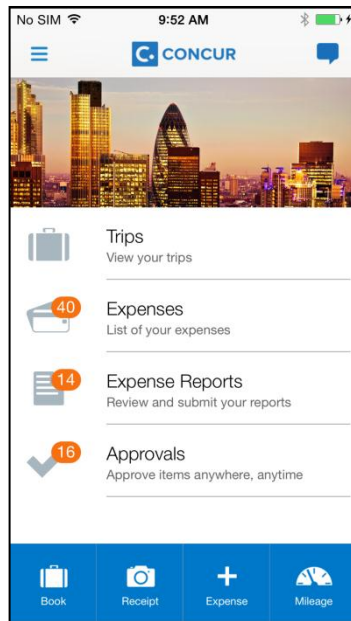 No SIM 9:52 AM
C. CONCUR
Trips
View your trips
40
Expenses
List of your expenses
14
Expense Reports
Review and submit your reports
16
Approvals
Approve items anywhere, anytime
Book Receipt Expense Mileage